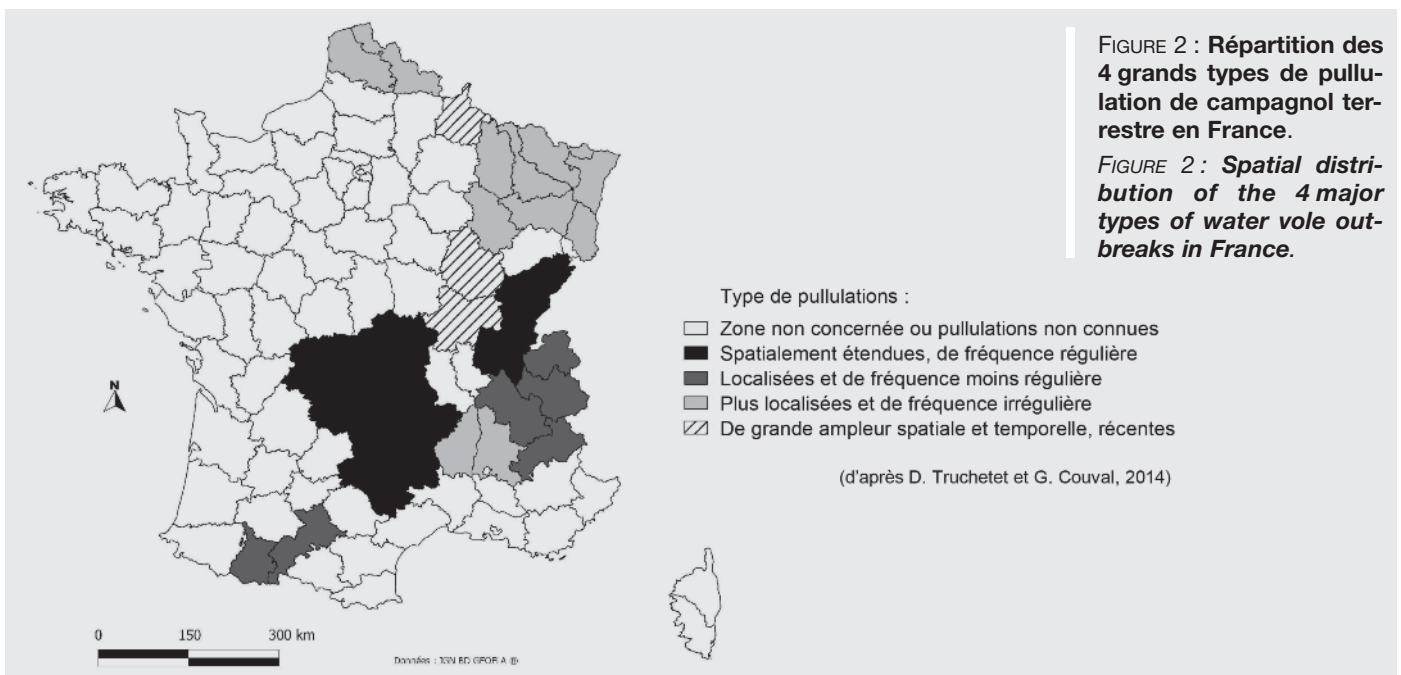 FIGURE 2 : Répartition des
4 grands types de pullu-
lation de campagnol ter-
restre en France.
FIGURE 2 : Spatial distri-
bution of the 4 major
types of water vole out-
breaks in France.
Type de pullulations :
Zone non concernée ou pullulations non connues
Spatialement étendues, de fréquence régulière
Localisées et de fréquence moins régulière
Plus localisées et de fréquence irrégulière
De grande ampleur spatiale et temporelle, récentes
(d'après D. Truchetet et G. Couval, 2014)
N
0 150 300 km
Données : IGN BD GEOFLA ®